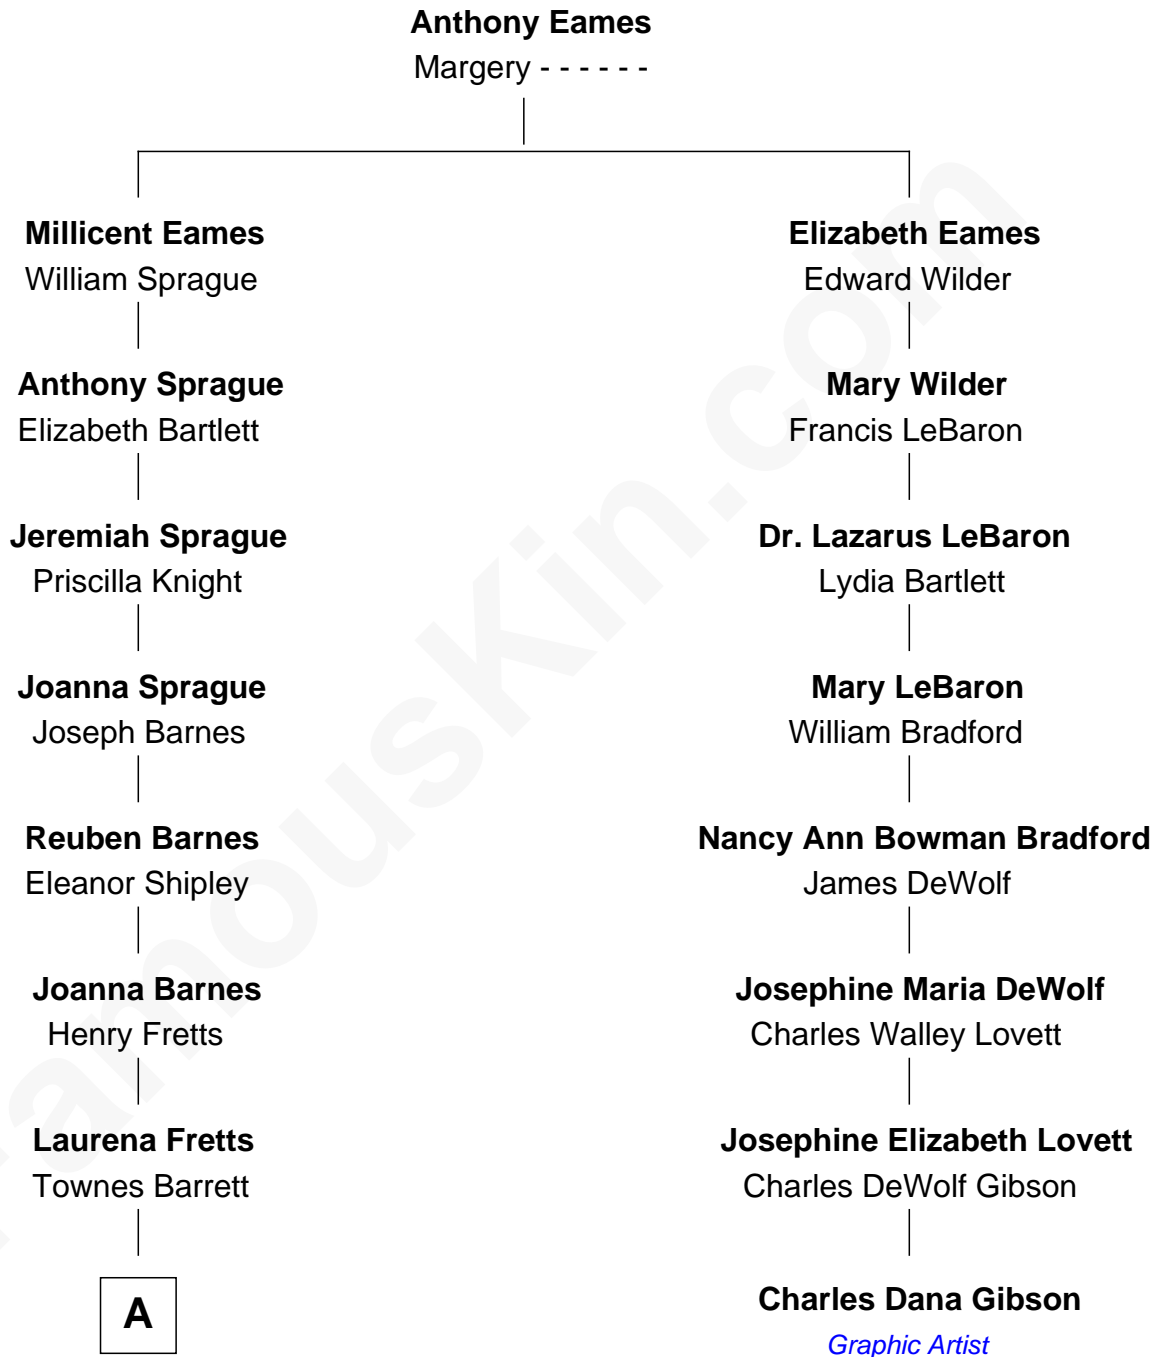 Anthony Eames
Margery - - - - - -
Millicent Eames
William Sprague
Elizabeth Eames
Edward Wilder
Anthony Sprague
Elizabeth Bartlett
Mary Wilder
Francis LeBaron
Jeremiah Sprague
Priscilla Knight
Dr. Lazarus LeBaron
Lydia Bartlett
Joanna Sprague
Joseph Barnes
Mary LeBaron
William Bradford
Reuben Barnes
Eleanor Shipley
Nancy Ann Bowman Bradford
James DeWolf
Joanna Barnes
Henry Fretts
Josephine Maria DeWolf
Charles Walley Lovett
Laurena Fretts
Townes Barrett
Josephine Elizabeth Lovett
Charles DeWolf Gibson
A
Charles Dana Gibson
Graphic Artist
FamousKin.com